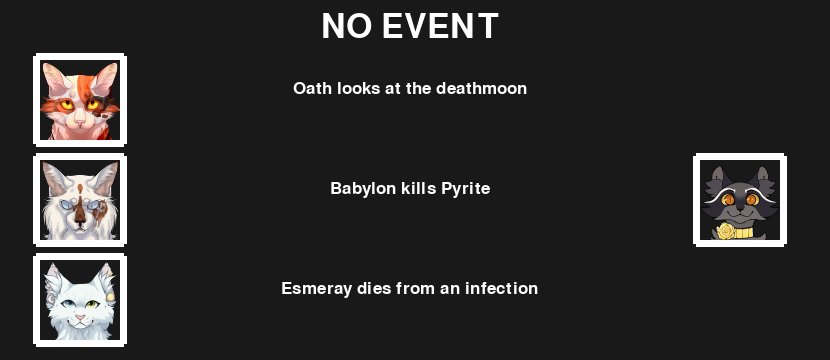 NO EVENT
Oath looks at the deathmoon
Babylon kills Pyrite
Esmeray dies from an infection